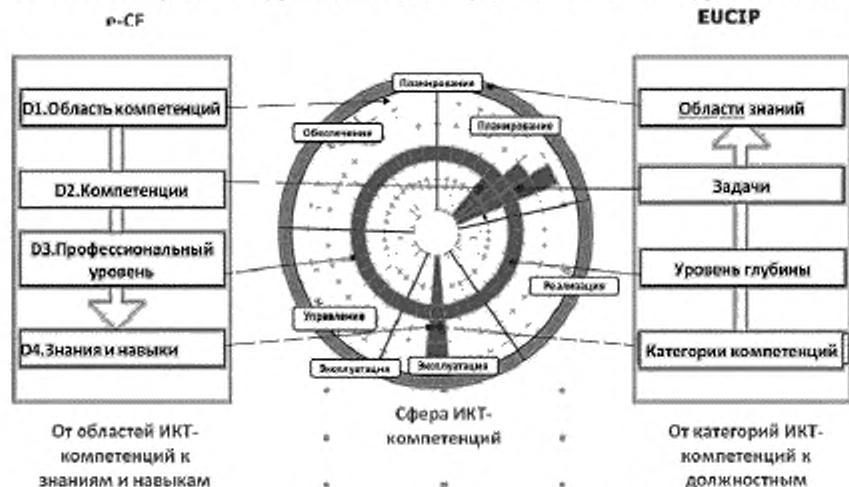 e-CF
EUCIP
D1.Область компетенций
D2.Компетенции
D3.Профессиональный
уровень
D4.Знания и навыки
От областей ИКТ-
компетенций к
знаниям и навыкам
Планирование
Обеспечение
Планирование
Реализация
Управление
Эксплуатация
Эксплуатация
Сфера ИКТ-
компетенций
Области знаний
Задачи
Уровень глубины
Категории компетенций
От категорий ИКТ-
компетенций к
должностным